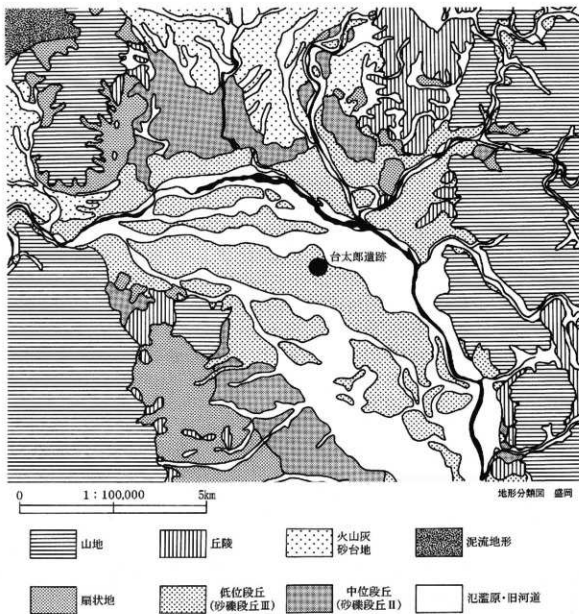 台太郎遺跡
0 1：100,000 5km
地形分類図 盛岡
山地
丘陵
火山灰
砂台地
泥流地形
扇状地
低位段丘
(砂礫段丘Ⅲ)
中位段丘
(砂礫段丘Ⅱ)
氾濫原・旧河道